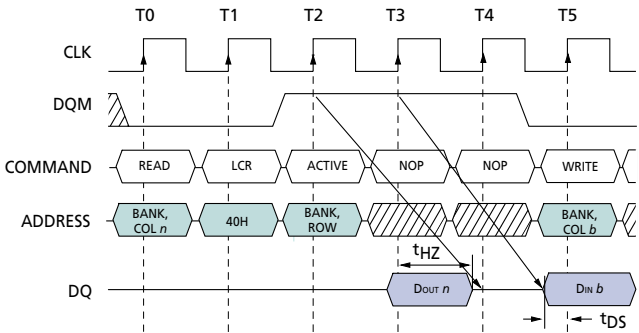 T0 T1 T2 T3 T4 T5
CLK
DQM
COMMAND READ LCR ACTIVE NOP NOP WRITE
ADDRESS BANK, COL n 40H BANK, ROW BANK, COL b
tHZ
DQ DOUT n DIN b
tDS